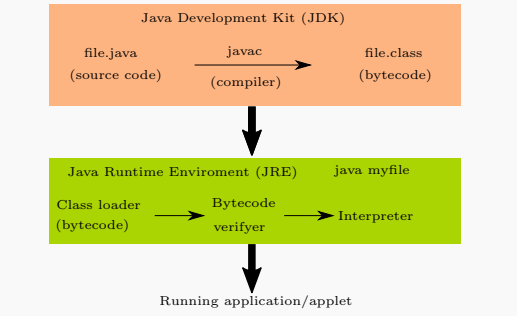 Java Development Kit (JDK)
file.java
javac
file.class
(source code)
(compiler)
(bytecode)
Java Runtime Enviroment (JRE)
java myfile
Class loader
(bytecode)
Bytecode
verifyer
Interpreter
Running application/applet